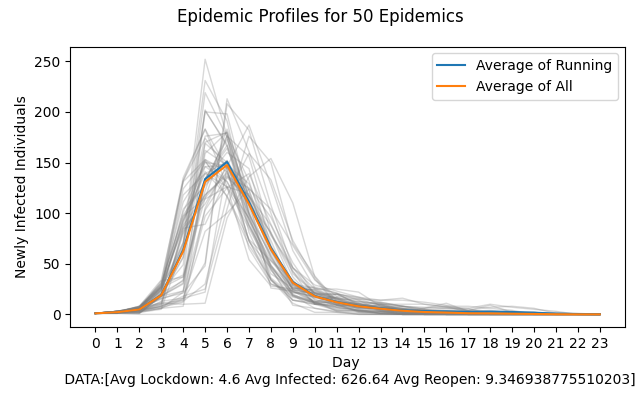 Epidemic Profiles for 50 Epidemics
Newly Infected Individuals
250
200
150
100
50
0
Average of Running
Average of All
0 1 2 3 4 5 6 7 8 9 10 11 12 13 14 15 16 17 18 19 20 21 22 23
Day
DATA:[Avg Lockdown: 4.6 Avg Infected: 626.64 Avg Reopen: 9.346938775510203]